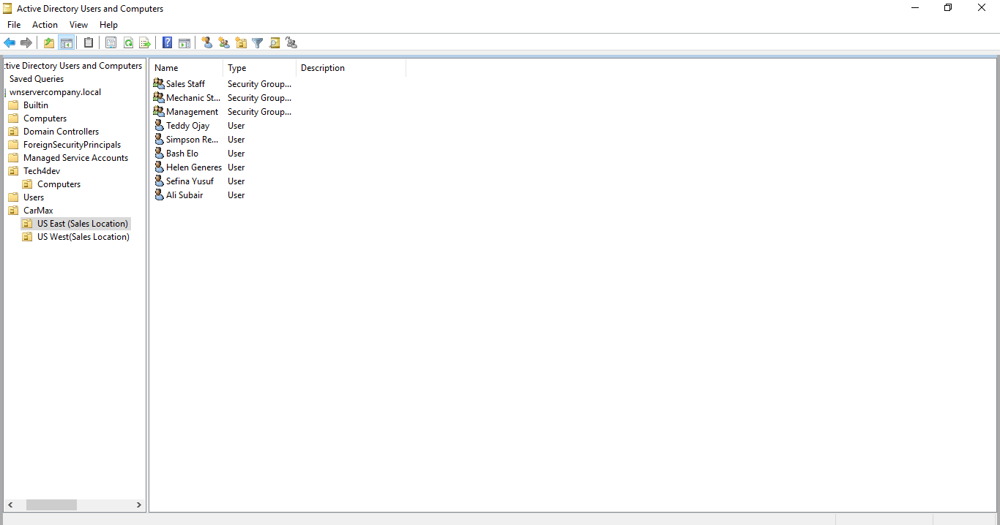 Active Directory Users and Computers
File Action View Help
tive Directory Users and Computers
Saved Queries
wnservercompany.local
Builtin
Computers
Domain Controllers
ForeignSecurityPrincipals
Managed Service Accounts
Tech4dev
Computers
Users
CarMax
US East (Sales Location)
US West(Sales Location)
Name Type Description
Sales Staff Security Group...
Mechanic St... Security Group...
Management Security Group...
Teddy Ojay User
Simpson Re... User
Bash Elo User
Helen Generes User
Sefina Yusuf User
Ali Subair User